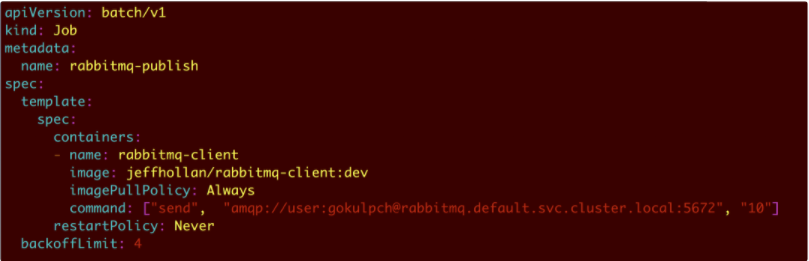 apiVersion: batch/v1
kind: Job
metadata:
  name: rabbitmq-publish
spec:
  template:
    spec:
      containers:
      - name: rabbitmq-client
        image: jeffhollan/rabbitmq-client:dev
        imagePullPolicy: Always
        command: ["send",  "amqp://user:gokulpch@rabbitmq.default.svc.cluster.local:5672", "10"]
      restartPolicy: Never
  backoffLimit: 4